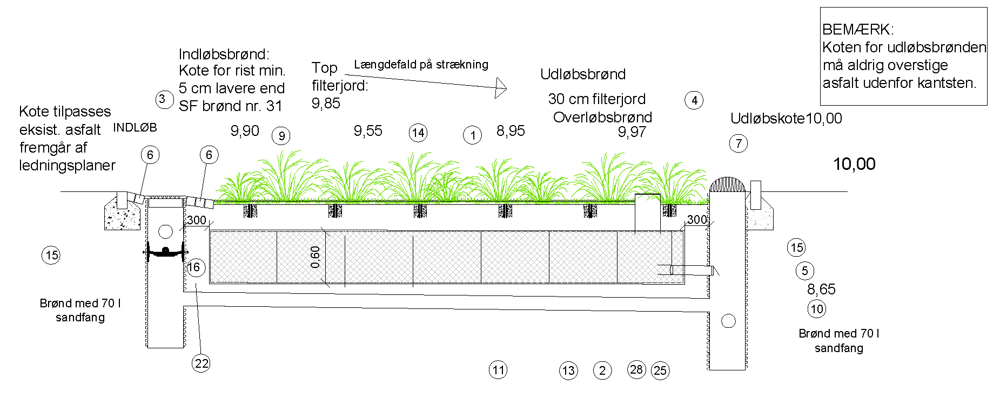 BEMÆRK:
Koten for udløbsbrønden
må aldrig overstige
asfalt udenfor kantsten.
Indløbsbrønd:
Kote for rist min.
5 cm lavere end
SF brønd nr. 31
3
Top
filterjord:
9,85
Længdefald på strækning
Udløbsbrønd
30 cm filterjord
Overløbsbrønd
4
Kote tilpasses
eksist. asfalt
fremgår af
ledningsplaner
INDLØB
Udløbskote10,00
9,90
9
9,55
14
1
8,95
9,97
7
6
6
10,00
300
300
0,60
15
16
15
5
8,65
10
Brønd med 70 l
sandfang
Brønd med 70 l
sandfang
22
11
13
2
28
25